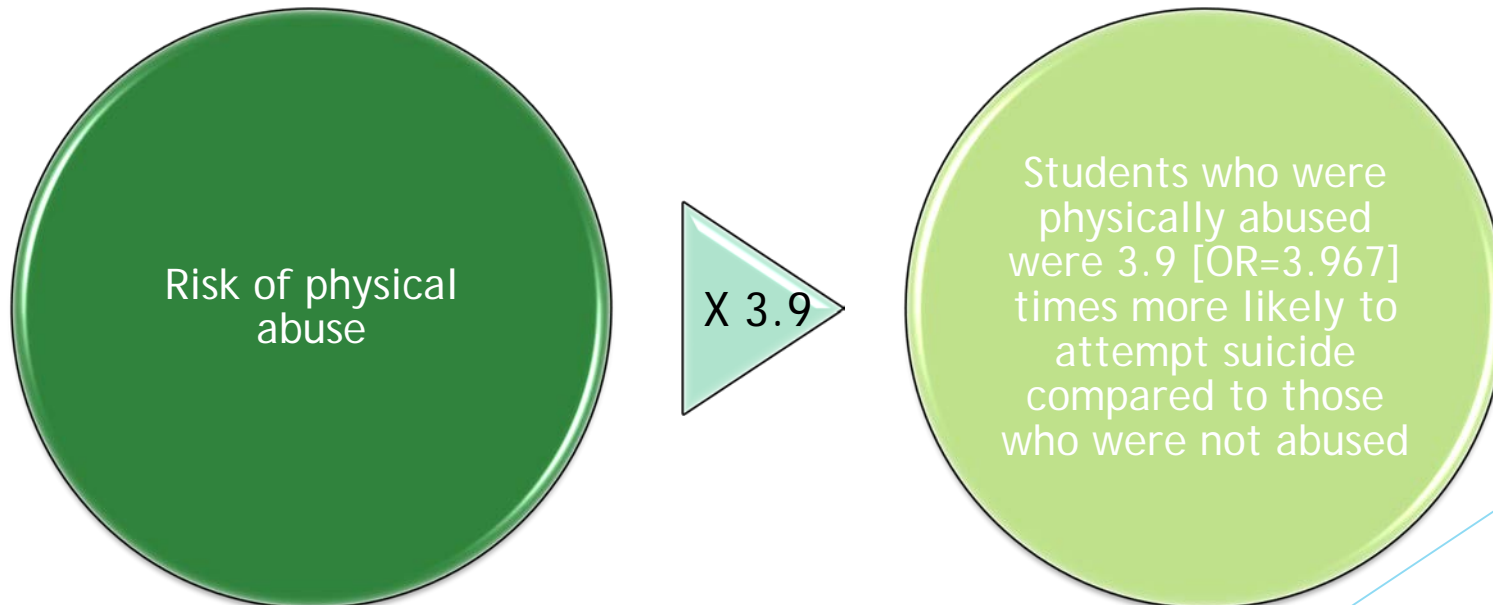 Risk of physical
abuse
X 3.9
Students who were
physically abused
were 3.9 [OR=3.967]
times more likely to
attempt suicide
compared to those
who were not abused